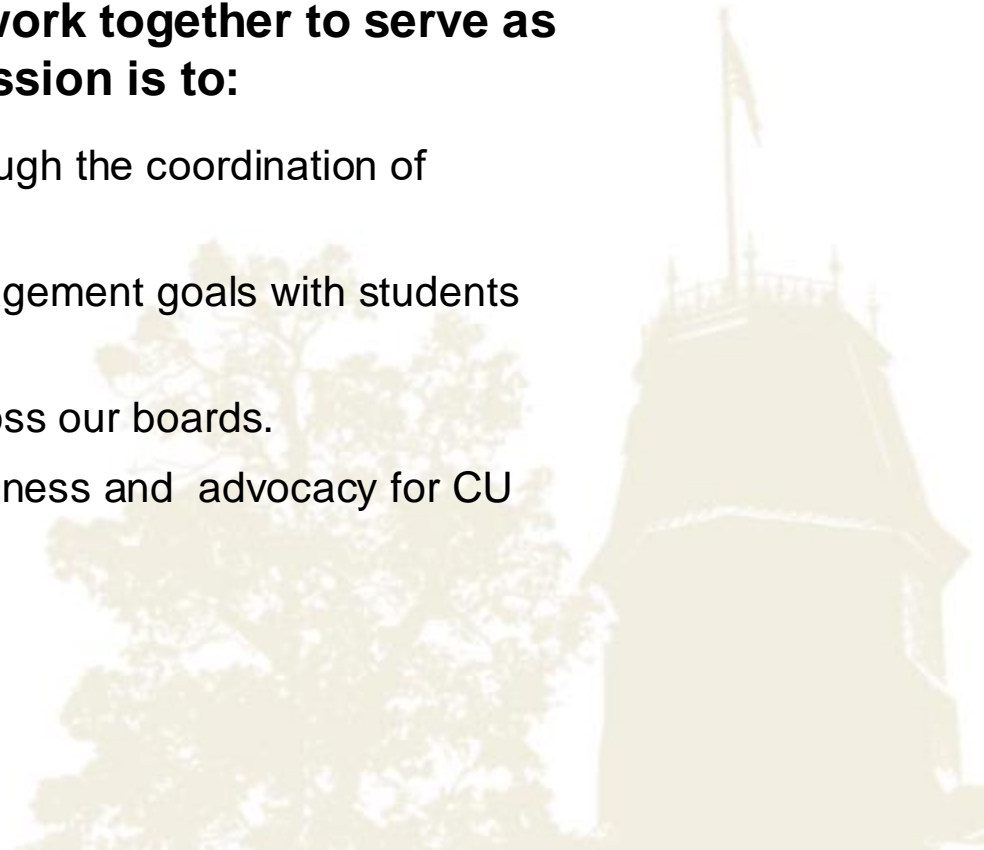 work together to serve as
ssion is to:
ugh the coordination of
gement goals with students
oss our boards.
ness and  advocacy for CU